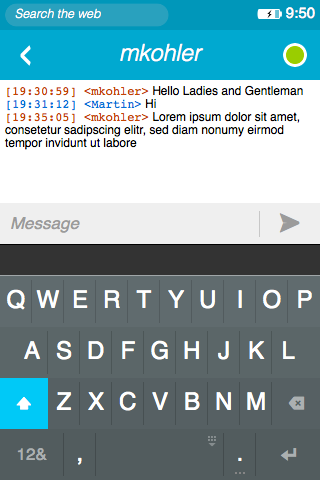 Search the web
9:50
mkohler
[19:30:59] <mkohler> Hello Ladies and Gentleman
[19:31:12] <Martin> Hi
[19:35:05] <mkohler> Lorem ipsum dolor sit amet,
consetetur sadipscing elitr, sed diam nonumy eirmod
tempor invidunt ut labore
Message
Q W E R T Y U I O P
A S D F G H J K L
Z X C V B N M
12& , .